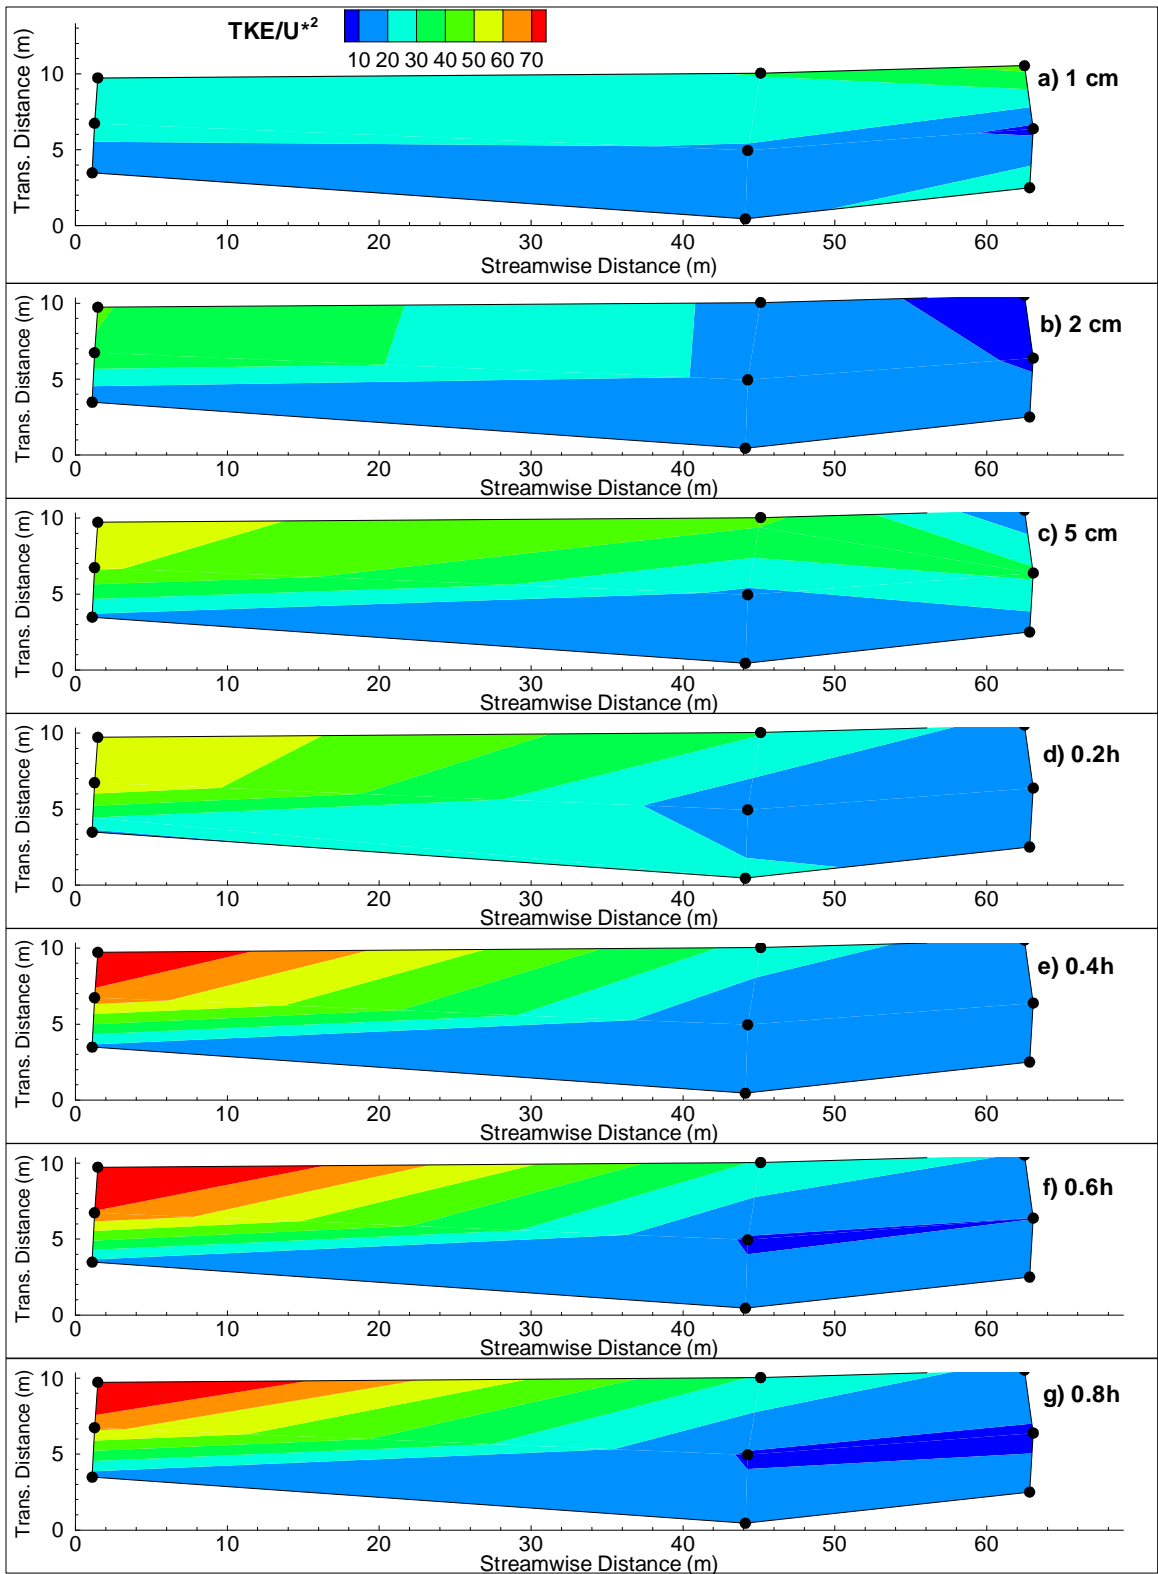 TKE/U*2
10 20 30 40 50 60 70
a) 1 cm
Trans. Distance (m)
10
5
0
0 10 20 30 40 50 60
Streamwise Distance (m)
b) 2 cm
Trans. Distance (m)
10
5
0
0 10 20 30 40 50 60
Streamwise Distance (m)
c) 5 cm
Trans. Distance (m)
10
5
0
0 10 20 30 40 50 60
Streamwise Distance (m)
d) 0.2h
Trans. Distance (m)
10
5
0
0 10 20 30 40 50 60
Streamwise Distance (m)
e) 0.4h
Trans. Distance (m)
10
5
0
0 10 20 30 40 50 60
Streamwise Distance (m)
f) 0.6h
Trans. Distance (m)
10
5
0
0 10 20 30 40 50 60
Streamwise Distance (m)
g) 0.8h
Trans. Distance (m)
10
5
0
0 10 20 30 40 50 60
Streamwise Distance (m)